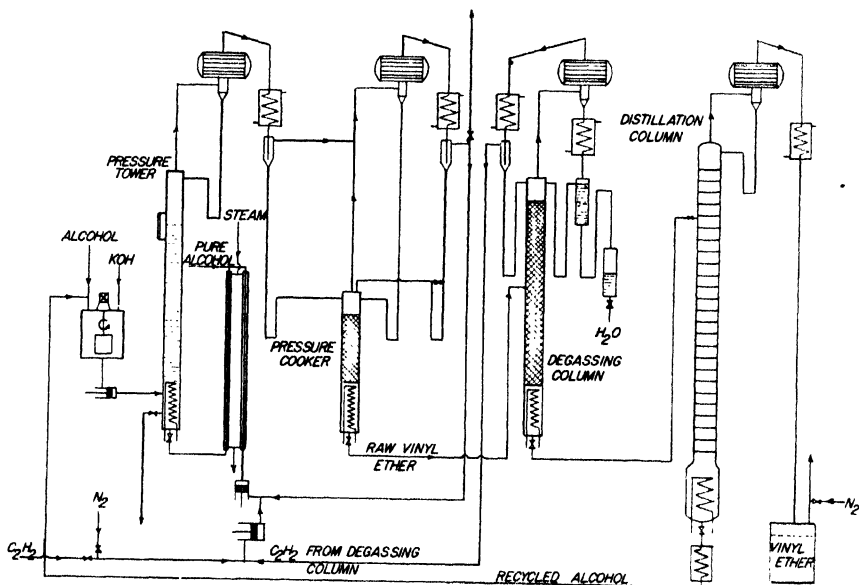 DISTILLATION
COLUMN
PRESSURE
TOWER
STEAM
ALCOHOL
KOH
PURE
ALCOHOL
PRESSURE
COOKER
H2O
DEGASSING
COLUMN
RAW VINYL
ETHER
N2
N2
C2H2
C2H2 FROM DEGASSING
COLUMN
VINYL
ETHER
RECYCLED ALCOHOL